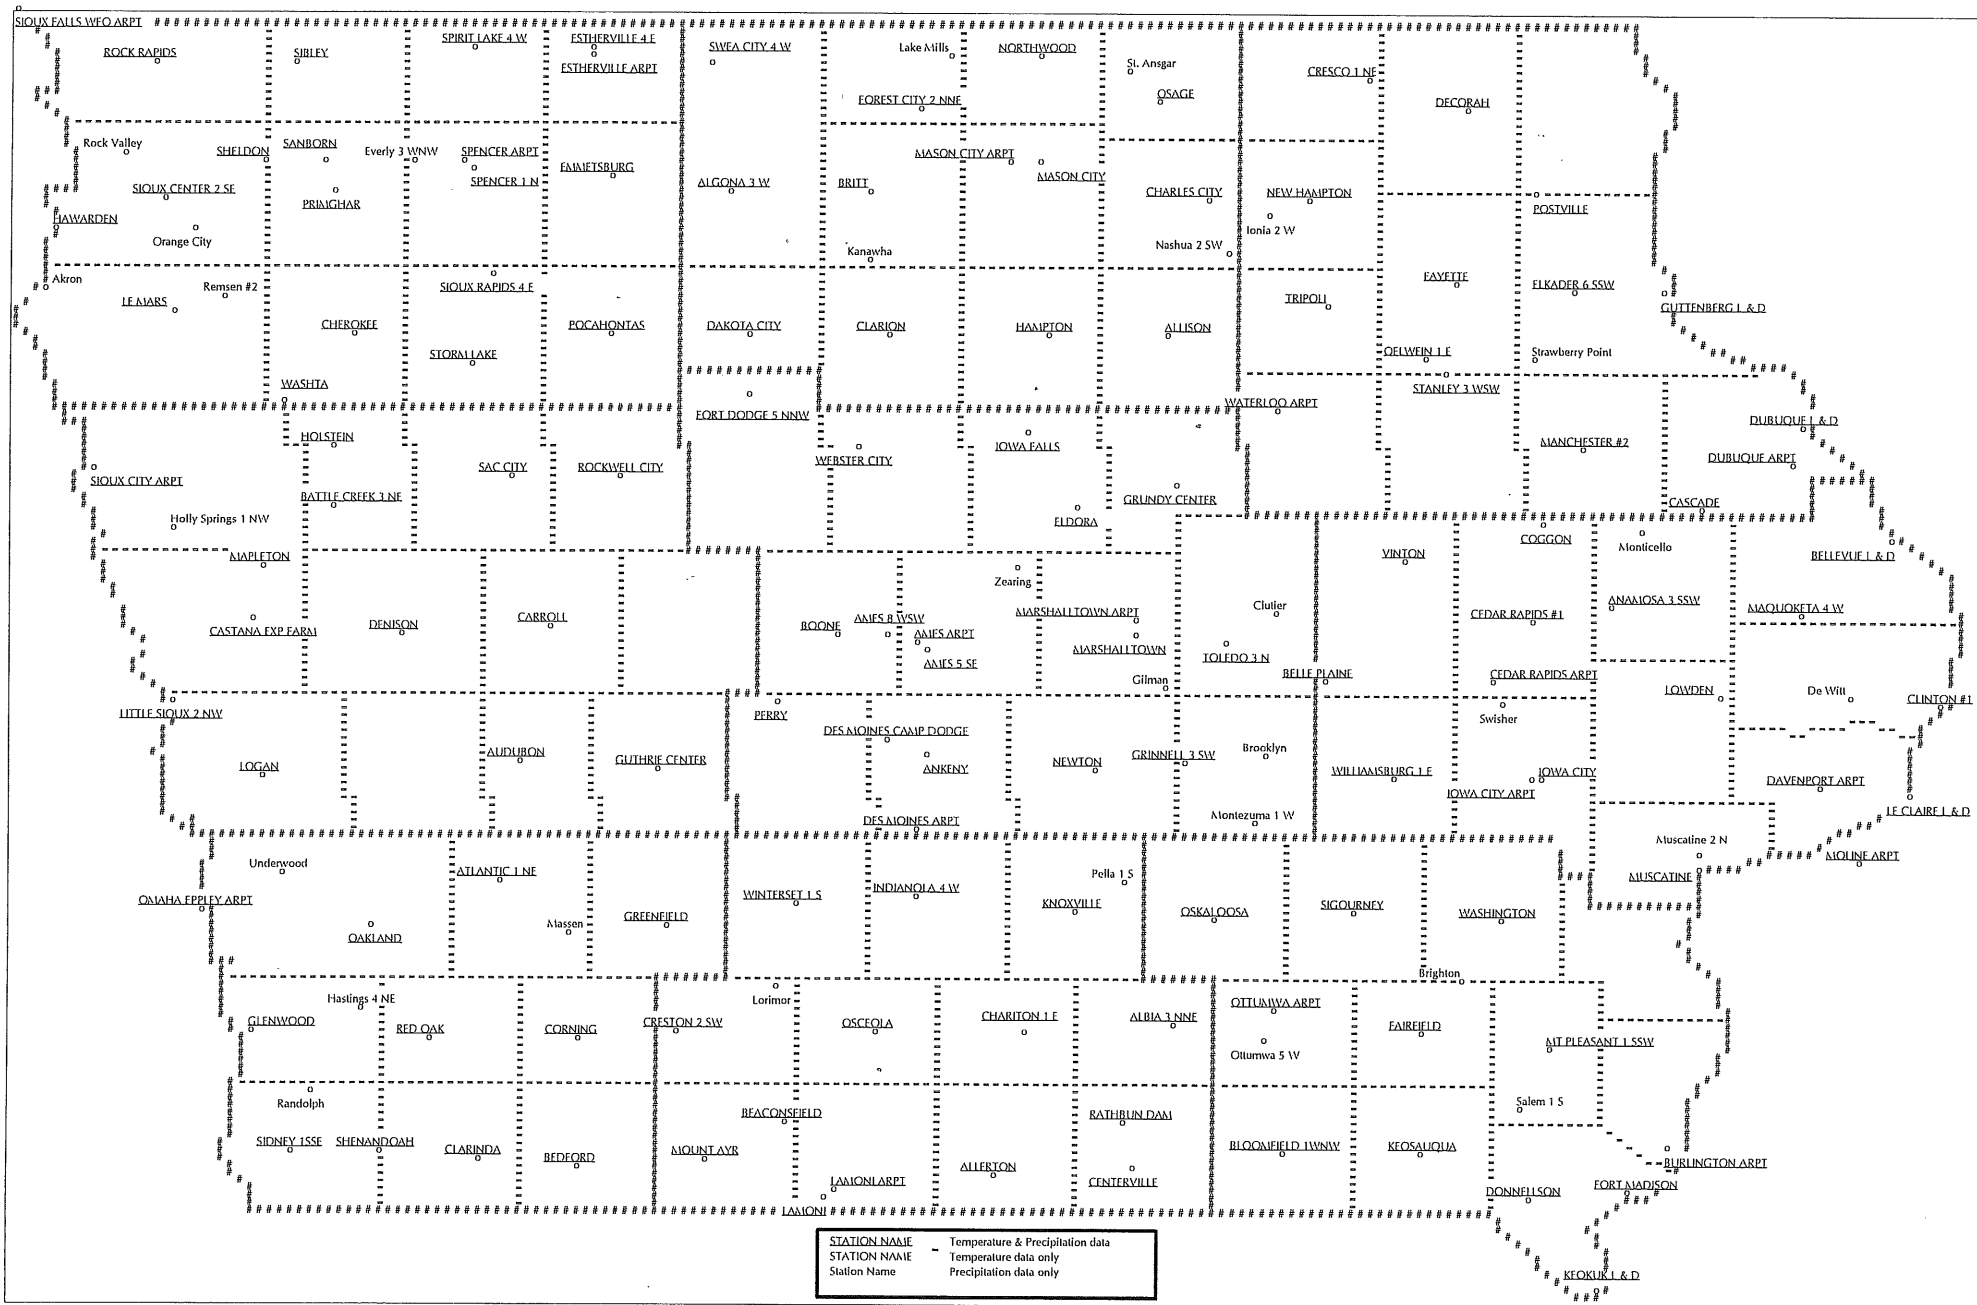 SIOUX FALLS WFO ARPT
ROCK RAPIDS
SIBLEY
SPIRIT LAKE 4 W
ESTHERVILLE 4 E
ESTHERVILLE ARPT
SWEA CITY 4 W
Lake Mills
NORTHWOOD
St. Ansgar
OSAGE
CRESCO 1 NE
DECORAH
FOREST CITY 2 NNE
Rock Valley
SHELDON
SANBORN
Everly 3 WNW
SPENCER ARPT
SPENCER 1 N
EMMETSBURG
ALGONA 3 W
BRITT
MASON CITY ARPT
MASON CITY
CHARLES CITY
NEW HAMPTON
POSTVILLE
SIOUX CENTER 2 SE
PRIMGHAR
HAWARDEN
Orange City
Kanawha
Nashua 2 SW
Ionia 2 W
Akron
LE MARS
Remsen #2
SIOUX RAPIDS 4 E
CHEROKEE
STORM LAKE
POCAHONTAS
DAKOTA CITY
CLARION
HAMPTON
ALLISON
TRIPOLI
FAYETTE
ELKADER 6 SSW
GUTTENBERG L & D
OELWEIN 1 E
Strawberry Point
STANLEY 3 WSW
WASHTA
FORT DODGE 5 NNW
WATERLOO ARPT
DUBUQUE L & D
HOLSTEIN
SAC CITY
ROCKWELL CITY
WEBSTER CITY
IOWA FALLS
MANCHESTER #2
DUBUQUE ARPT
SIOUX CITY ARPT
BATTLE CREEK 3 NE
GRUNDY CENTER
CASCADE
Holly Springs 1 NW
ELDORA
COGGON
Monticello
BELLEVUE L & D
MAPLETON
VINTON
Zearing
CASTANA EXP FARM
DENISON
CARROLL
BOONE
AMES 8 WSW
AMES ARPT
AMES 5 SE
MARSHALLTOWN ARPT
MARSHALLTOWN
Clutier
CEDAR RAPIDS #1
ANAMOSA 3 SSW
MAQUOKETA 4 W
TOLEDO 3 N
Gilman
BELLE PLAINE
CEDAR RAPIDS ARPT
LOWDEN
De Witt
CLINTON #1
LITTLE SIOUX 2 NW
PERRY
Swisher
DES MOINES CAMP DODGE
ANKENY
LOGAN
AUDUBON
GUTHRIE CENTER
NEWTON
GRINNELL 3 SW
Brooklyn
WILLIAMSBURG 1 E
IOWA CITY
IOWA CITY ARPT
DAVENPORT ARPT
LE CLAIRE L & D
DES MOINES ARPT
Montezuma 1 W
Muscatine 2 N
MOLINE ARPT
MUSCATINE
Underwood
ATLANTIC 1 NE
OMAHA EPPLEY ARPT
WINTERSET 1 S
INDIANOLA 4 W
Pella 1 S
KNOXVILLE
OSKALOOSA
SIGOURNEY
WASHINGTON
OAKLAND
Massen
GREENFIELD
Brighton
Hastings 4 NE
Lorimor
GLENWOOD
RED OAK
CORNING
CRESTON 2 SW
OSCEOLA
CHARITON 1 E
ALBIA 3 NNE
OTTUMWA ARPT
Ottumwa 5 W
FAIRFIELD
MT PLEASANT 1 SSW
Randolph
BEACONSFIELD
RATHBUN DAM
Salem 1 S
SIDNEY 1SSE
SHENANDOAH
CLARINDA
BEDFORD
MOUNT AYR
LAMONI ARPT
ALLERTON
CENTERVILLE
BLOOMFIELD 1WNW
KEOSAUQUA
BURLINGTON ARPT
DONNELLSON
FORT MADISON
LAMONI
KEOKUK L & D
STATION NAME - Temperature & Precipitation data
STATION NAME Temperature data only
Station Name Precipitation data only